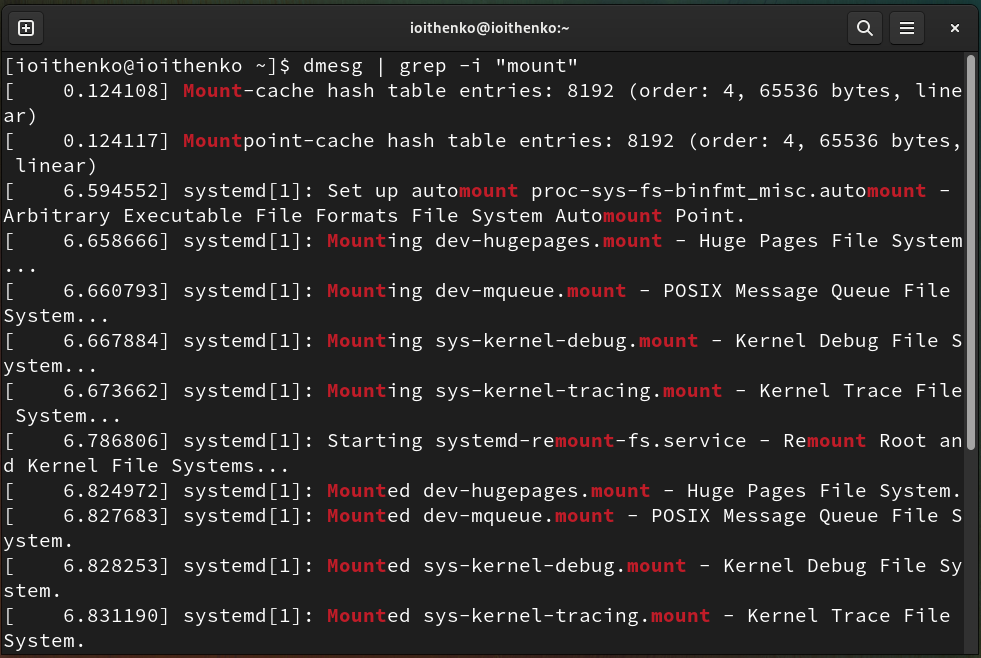 ioithenko@ioithenko:~
[ioithenko@ioithenko ~]$ dmesg | grep -i "mount"
[    0.124108] Mount-cache hash table entries: 8192 (order: 4, 65536 bytes, line
ar)
[    0.124117] Mountpoint-cache hash table entries: 8192 (order: 4, 65536 bytes,
 linear)
[    6.594552] systemd[1]: Set up automount proc-sys-fs-binfmt_misc.automount -
Arbitrary Executable File Formats File System Automount Point.
[    6.658666] systemd[1]: Mounting dev-hugepages.mount - Huge Pages File System
...
[    6.660793] systemd[1]: Mounting dev-mqueue.mount - POSIX Message Queue File
System...
[    6.667884] systemd[1]: Mounting sys-kernel-debug.mount - Kernel Debug File S
ystem...
[    6.673662] systemd[1]: Mounting sys-kernel-tracing.mount - Kernel Trace File
 System...
[    6.786806] systemd[1]: Starting systemd-remount-fs.service - Remount Root an
d Kernel File Systems...
[    6.824972] systemd[1]: Mounted dev-hugepages.mount - Huge Pages File System.
[    6.827683] systemd[1]: Mounted dev-mqueue.mount - POSIX Message Queue File S
ystem.
[    6.828253] systemd[1]: Mounted sys-kernel-debug.mount - Kernel Debug File Sy
stem.
[    6.831190] systemd[1]: Mounted sys-kernel-tracing.mount - Kernel Trace File
System.